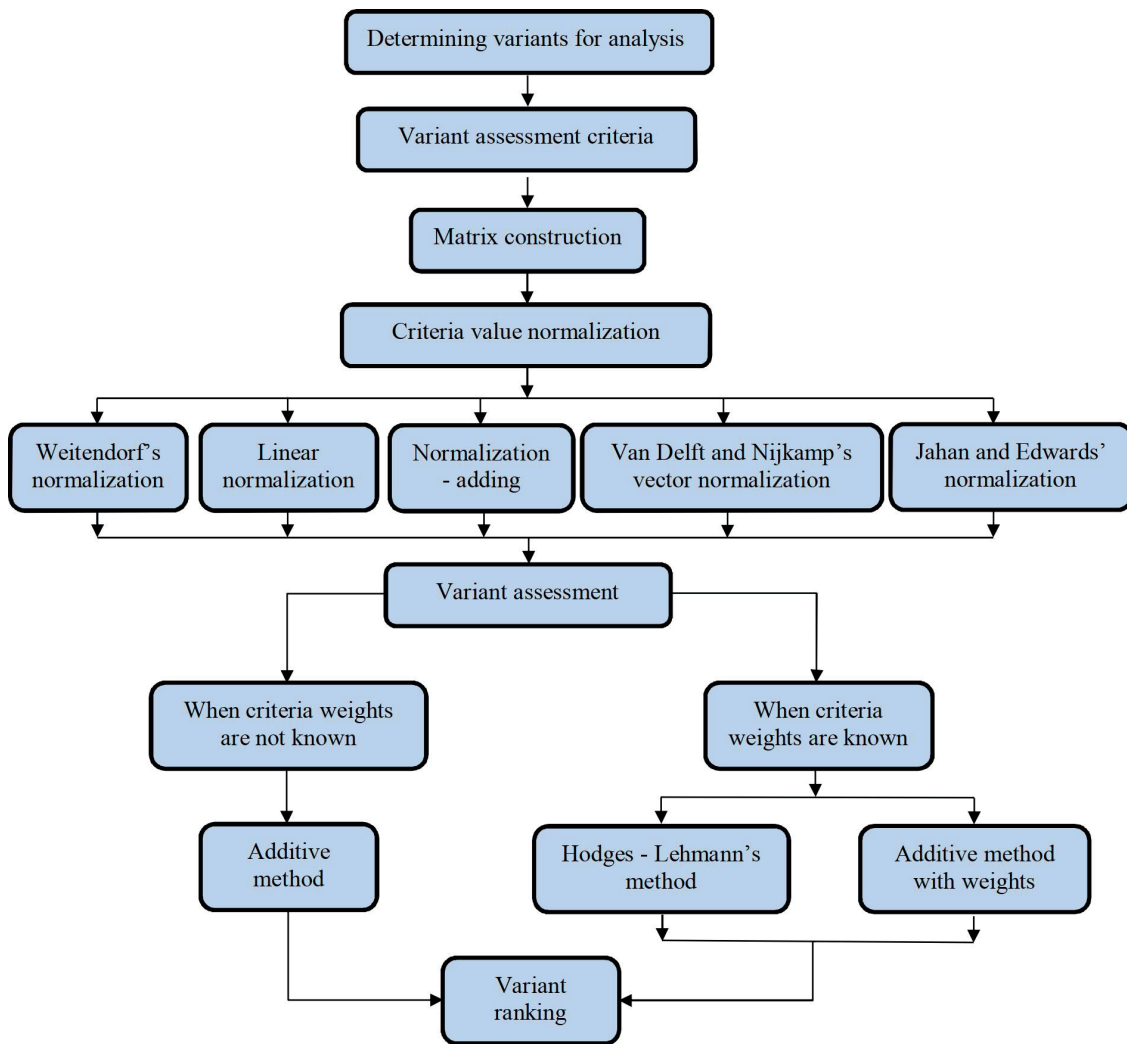 Determining variants for analysis
Variant assessment criteria
Matrix construction
Criteria value normalization
Weitendorf’s
normalization
Linear
normalization
Normalization
- adding
Van Delft and Nijkamp’s
vector normalization
Jahan and Edwards’
normalization
Variant assessment
When criteria weights
are not known
When criteria
weights are known
Additive
method
Hodges - Lehmann’s
method
Additive method
with weights
Variant
ranking